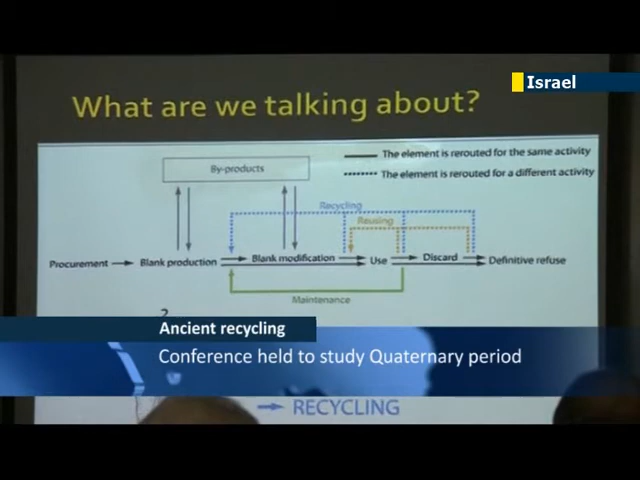 Israel
What are we talking about?
The element is rerouted for the same activity
The element is rerouted for a different activity
By-products
Recycling
Reusing
Procurement
Blank production
Blank modification
Use
Discard
Definitive refuse
Maintenance
?
Ancient recycling
Conference held to study Quaternary period
RECYCLING